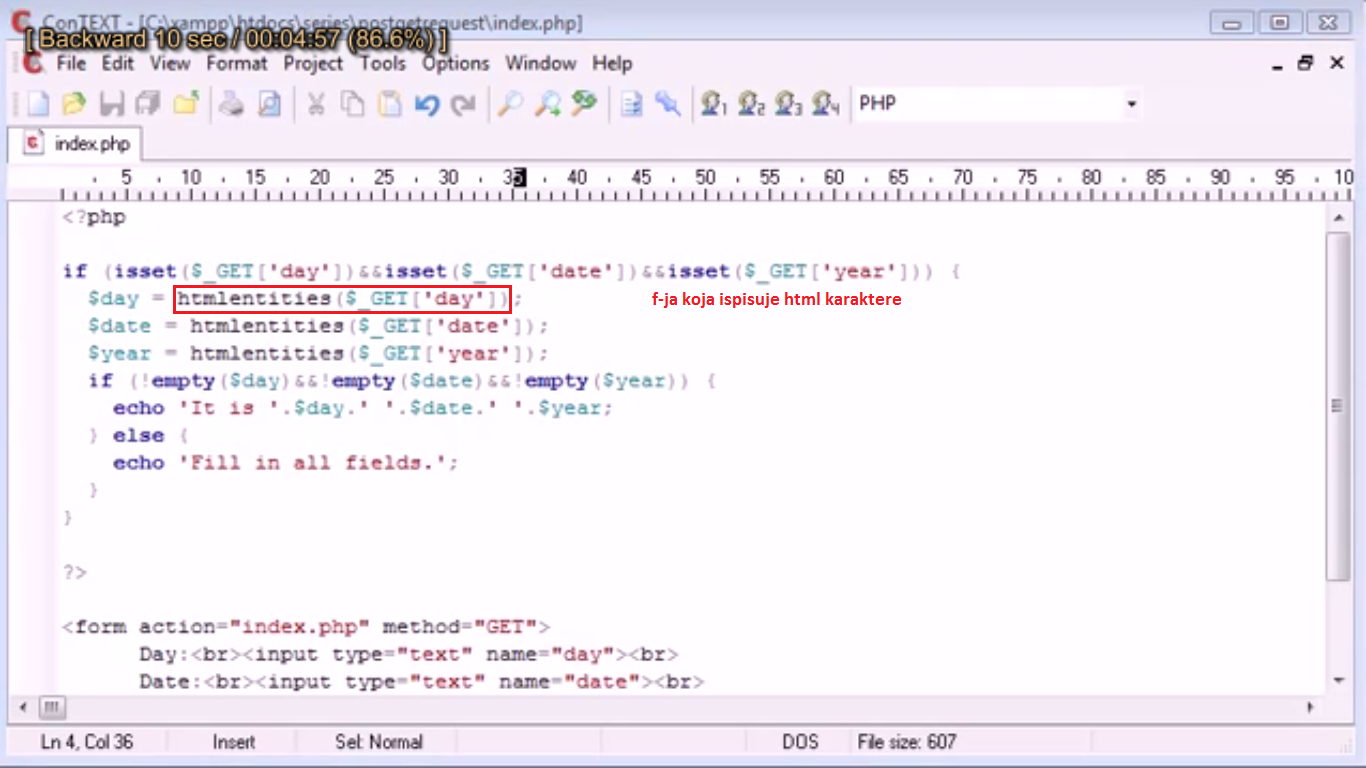 ConTEXT - [C:\xampp\htdocs\series\postgetrequest\index.php]
[ Backward 10 sec / 00:04:57 (86.6%) ]
File Edit View Format Project Tools Options Window Help
1 2 3 4 PHP
index.php
5 10 15 20 25 30 35 40 45 50 55 60 65 70 75 80 85 90 95 10
<?php
if (isset($_GET['day'])&&isset($_GET['date'])&&isset($_GET['year'])) {
$day = htmlentities($_GET['day']); f-ja koja ispisuje html karaktere
$date = htmlentities($_GET['date']);
$year = htmlentities($_GET['year']);
if (!empty($day)&&!empty($date)&&!empty($year)) {
echo 'It is '.$day.' '.$date.' '.$year;
} else {
echo 'Fill in all fields.';
}
}
?>
<form action="index.php" method="GET">
Day:<br><input type="text" name="day"><br>
Date:<br><input type="text" name="date"><br>
Ln 4, Col 36 Insert Sel: Normal DOS File size: 607